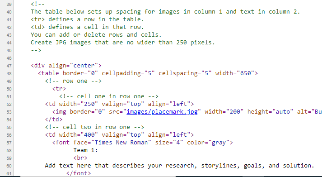 <!--
The table below sets up spacing for images in column 1 and text in column 2.
<tr> defines a row in the table.
<td> defines a cell in that row.
You can add or delete rows and cells.
Create JPG images that are no wider than 250 pixels.
-->
<div align="center">
<table border="0" cellpadding="5" cellspacing="5" width="650">
<!-- row one -->
<tr>
<!-- cell one in row one -->
<td width="250" valign="top" align="left">
<img border="0" src="images/placemark.jpg" width="200" height="auto" alt="Bu
</td>
<!-- cell two in row one -->
<td width="400" valign="top" align="left">
<font face="Times New Roman" size="4" color="gray">
Team 1:
<br>
Add text here that describes your research, storylines, goals, and solution.
</font>